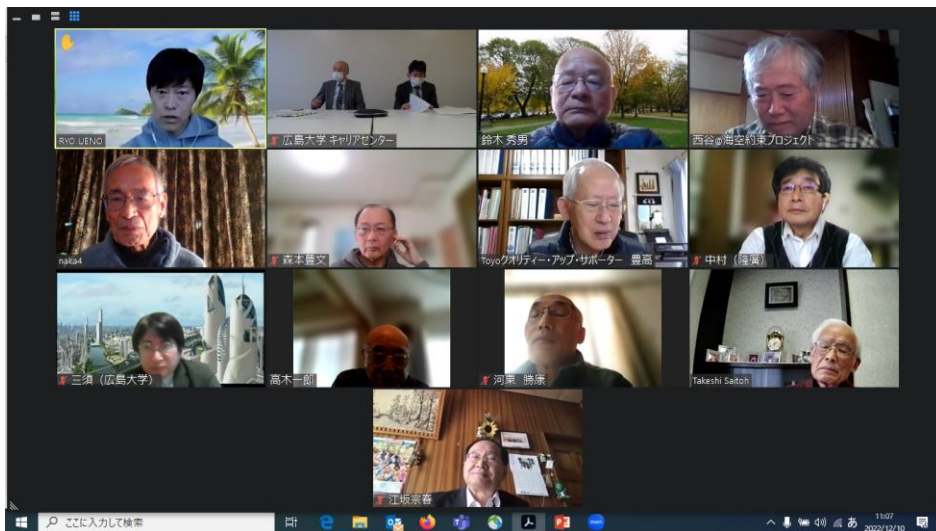 RYO UENO
広島大学 キャリアセンター
鈴木 秀男
西谷@海空約束プロジェクト
naka4
森本豊文
Toyoクオリティー・アップ・サポーター 豊高
中村（隆廣）
三須（広島大学）
高木一郎
河東 勝康
Takeshi Saitoh
江坂宗春
ここに入力して検索
あ
11:07
2022/12/10